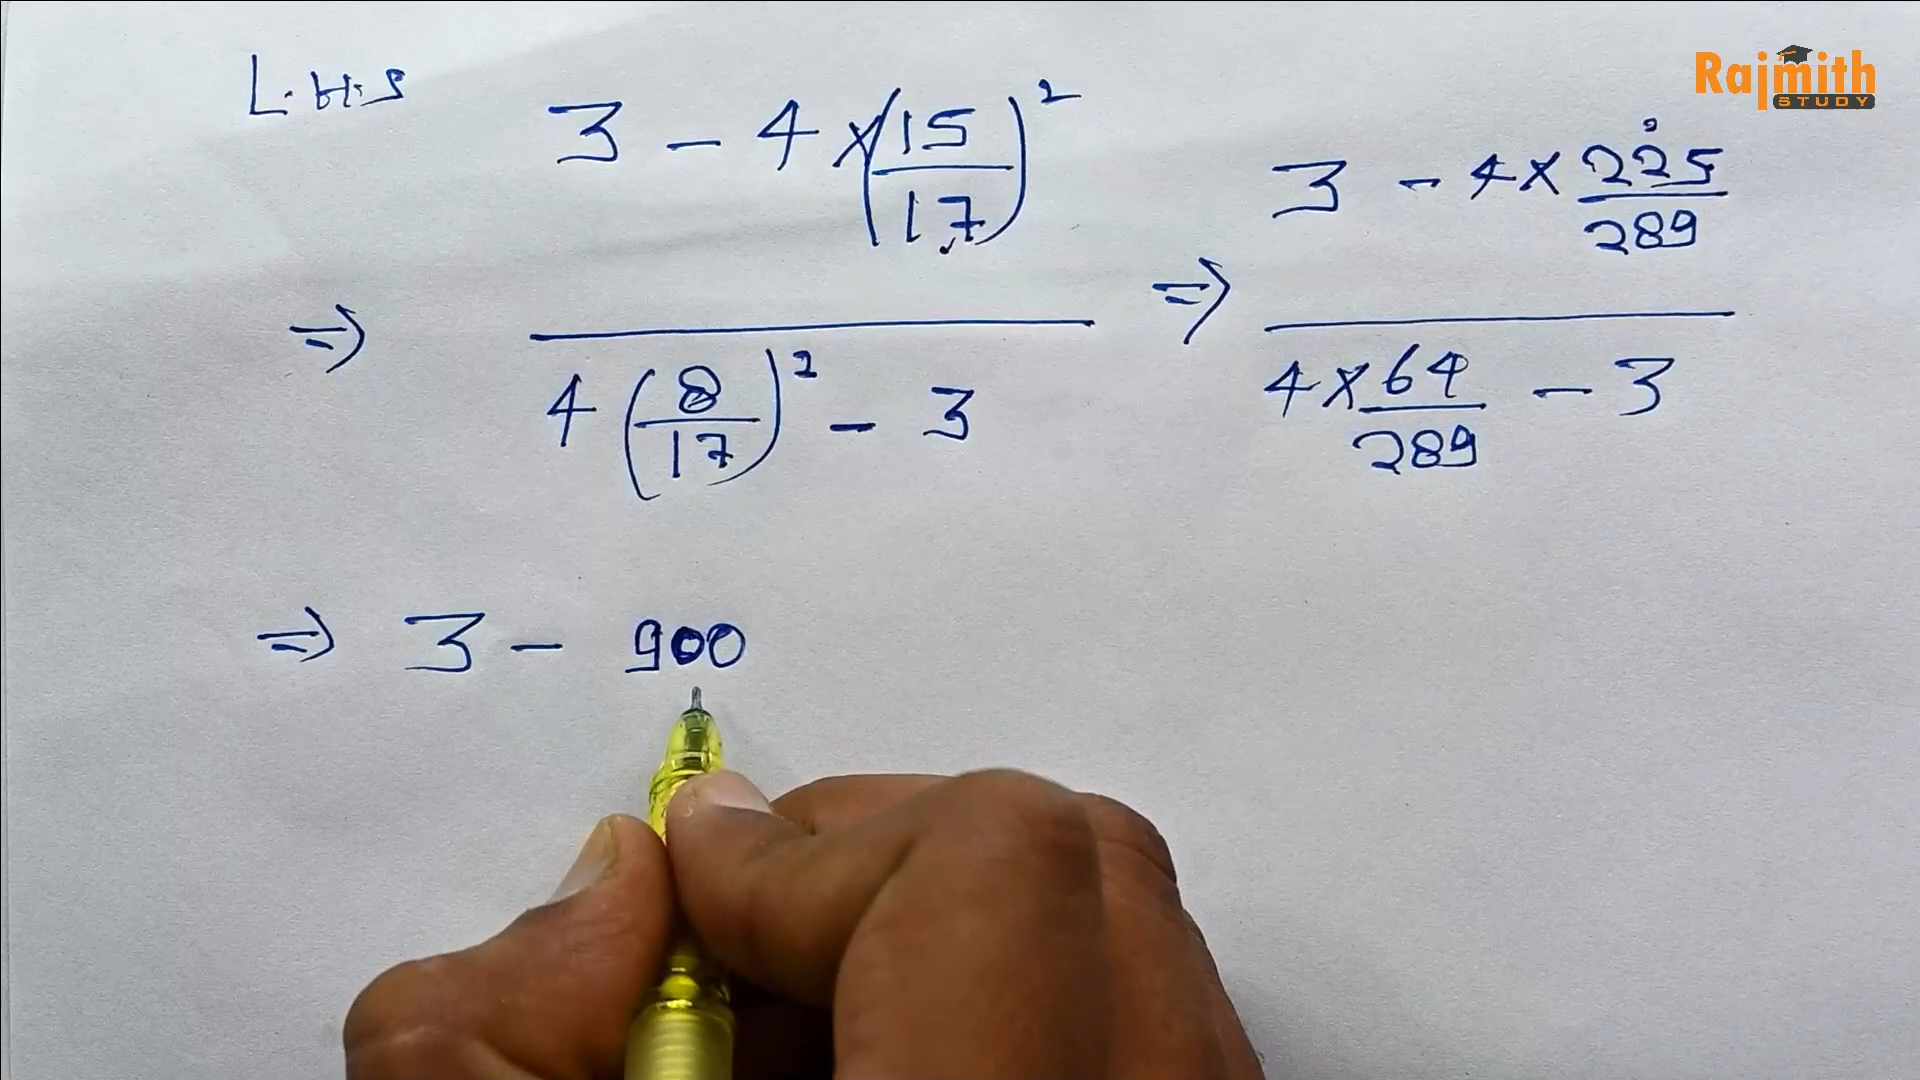 Rajmith
STUDY
L.H.S
⇒ 3 - 4 × (15/17)²
4 (8/17)² - 3
⇒ 3 - 4 × 225/289
4 × 64/289 - 3
⇒ 3 - 900